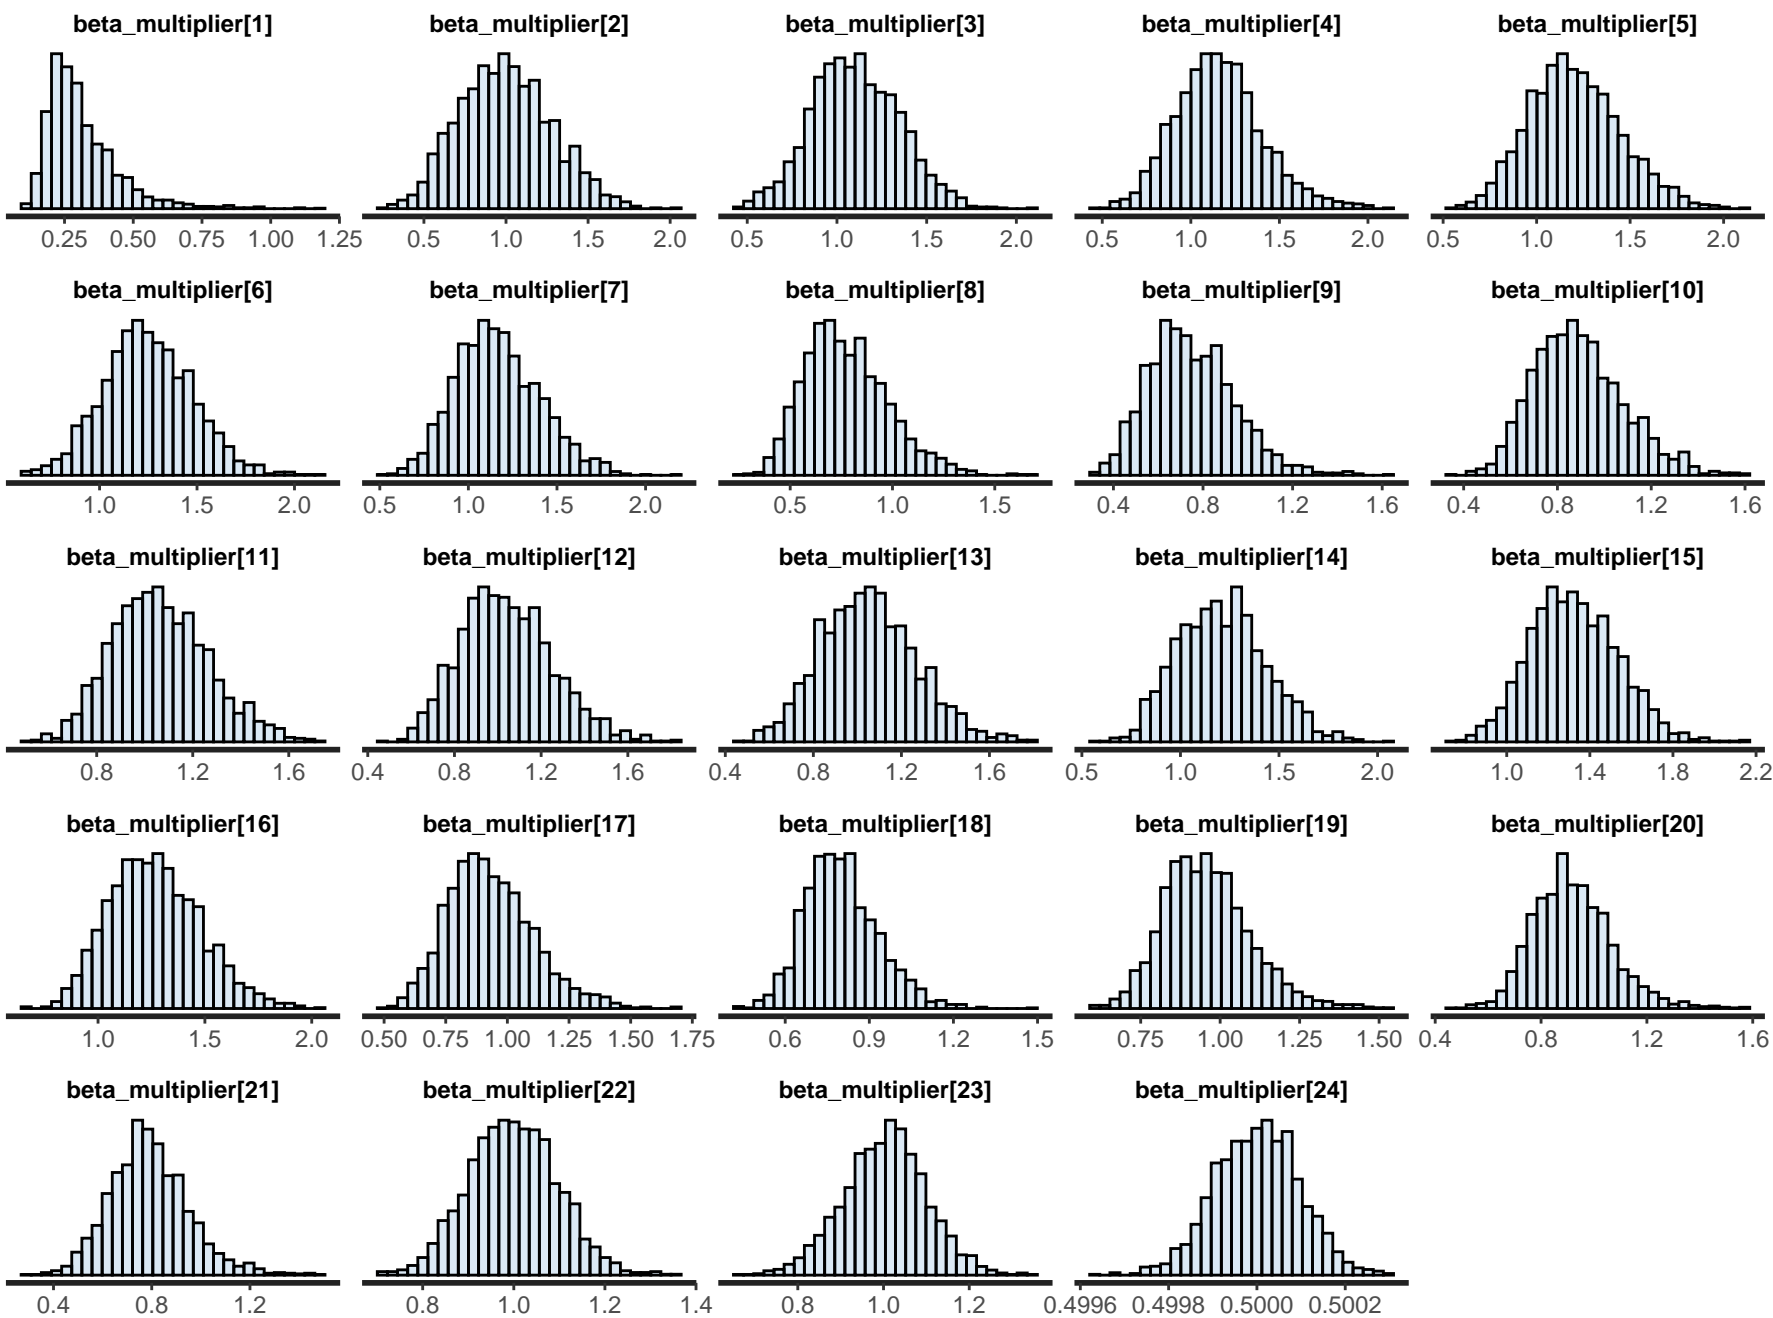 beta_multiplier[1] beta_multiplier[2] beta_multiplier[3] beta_multiplier[4] beta_multiplier[5]
0.25 0.50 0.75 1.00 1.25 0.5 1.0 1.5 2.0 0.5 1.0 1.5 2.0 0.5 1.0 1.5 2.0 0.5 1.0 1.5 2.0
beta_multiplier[6] beta_multiplier[7] beta_multiplier[8] beta_multiplier[9] beta_multiplier[10]
1.0 1.5 2.0 0.5 1.0 1.5 2.0 0.5 1.0 1.5 0.4 0.8 1.2 1.6 0.4 0.8 1.2 1.6
beta_multiplier[11] beta_multiplier[12] beta_multiplier[13] beta_multiplier[14] beta_multiplier[15]
0.8 1.2 1.6 0.4 0.8 1.2 1.6 0.4 0.8 1.2 1.6 0.5 1.0 1.5 2.0 1.0 1.4 1.8 2.2
beta_multiplier[16] beta_multiplier[17] beta_multiplier[18] beta_multiplier[19] beta_multiplier[20]
1.0 1.5 2.0 0.50 0.75 1.00 1.25 1.50 1.75 0.6 0.9 1.2 1.5 0.75 1.00 1.25 1.50 0.4 0.8 1.2 1.6
beta_multiplier[21] beta_multiplier[22] beta_multiplier[23] beta_multiplier[24]
0.4 0.8 1.2 0.8 1.0 1.2 1.4 0.8 1.0 1.2 0.4996 0.4998 0.5000 0.5002